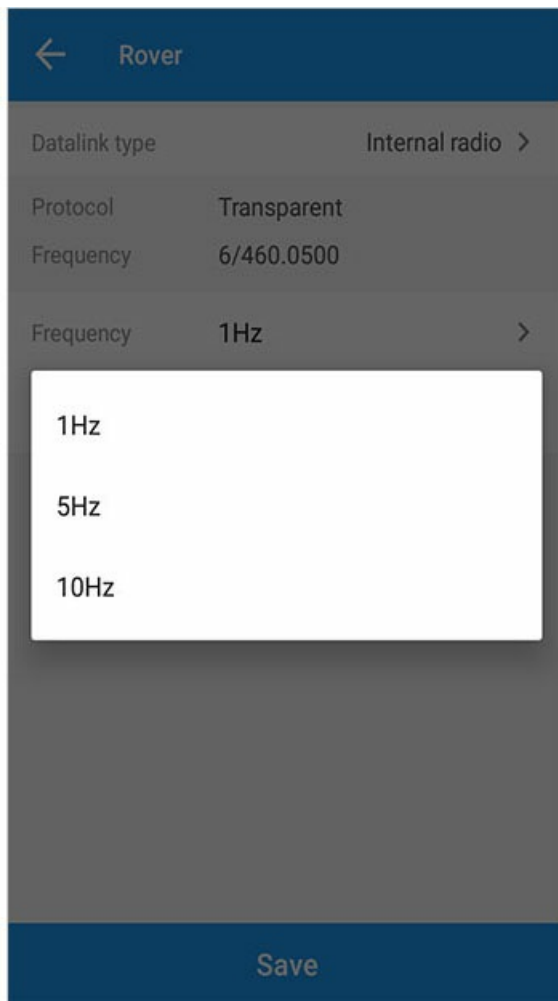 Rover
Datalink type Internal radio
Protocol Transparent
Frequency 6/460.0500
Frequency 1Hz
1Hz
5Hz
10Hz
Save